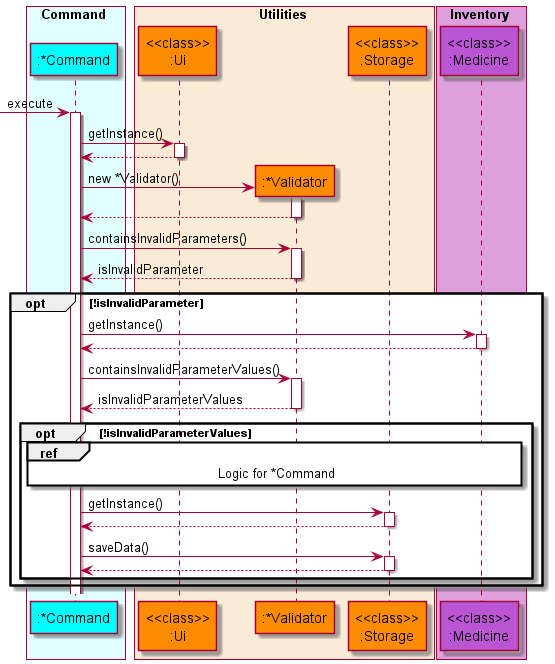 Command
Utilities
Inventory
:*Command
<<class>>
:Ui
<<class>>
:Storage
<<class>>
:Medicine
execute
getInstance()
new *Validator()
:*Validator
containsInvalidParameters()
isInvalidParameter
opt
[!isInvalidParameter]
getInstance()
containsInvalidParameterValues()
isInvalidParameterValues
opt
[!isInvalidParameterValues]
ref
Logic for *Command
getInstance()
saveData()
:*Command
<<class>>
:Ui
:*Validator
<<class>>
:Storage
<<class>>
:Medicine